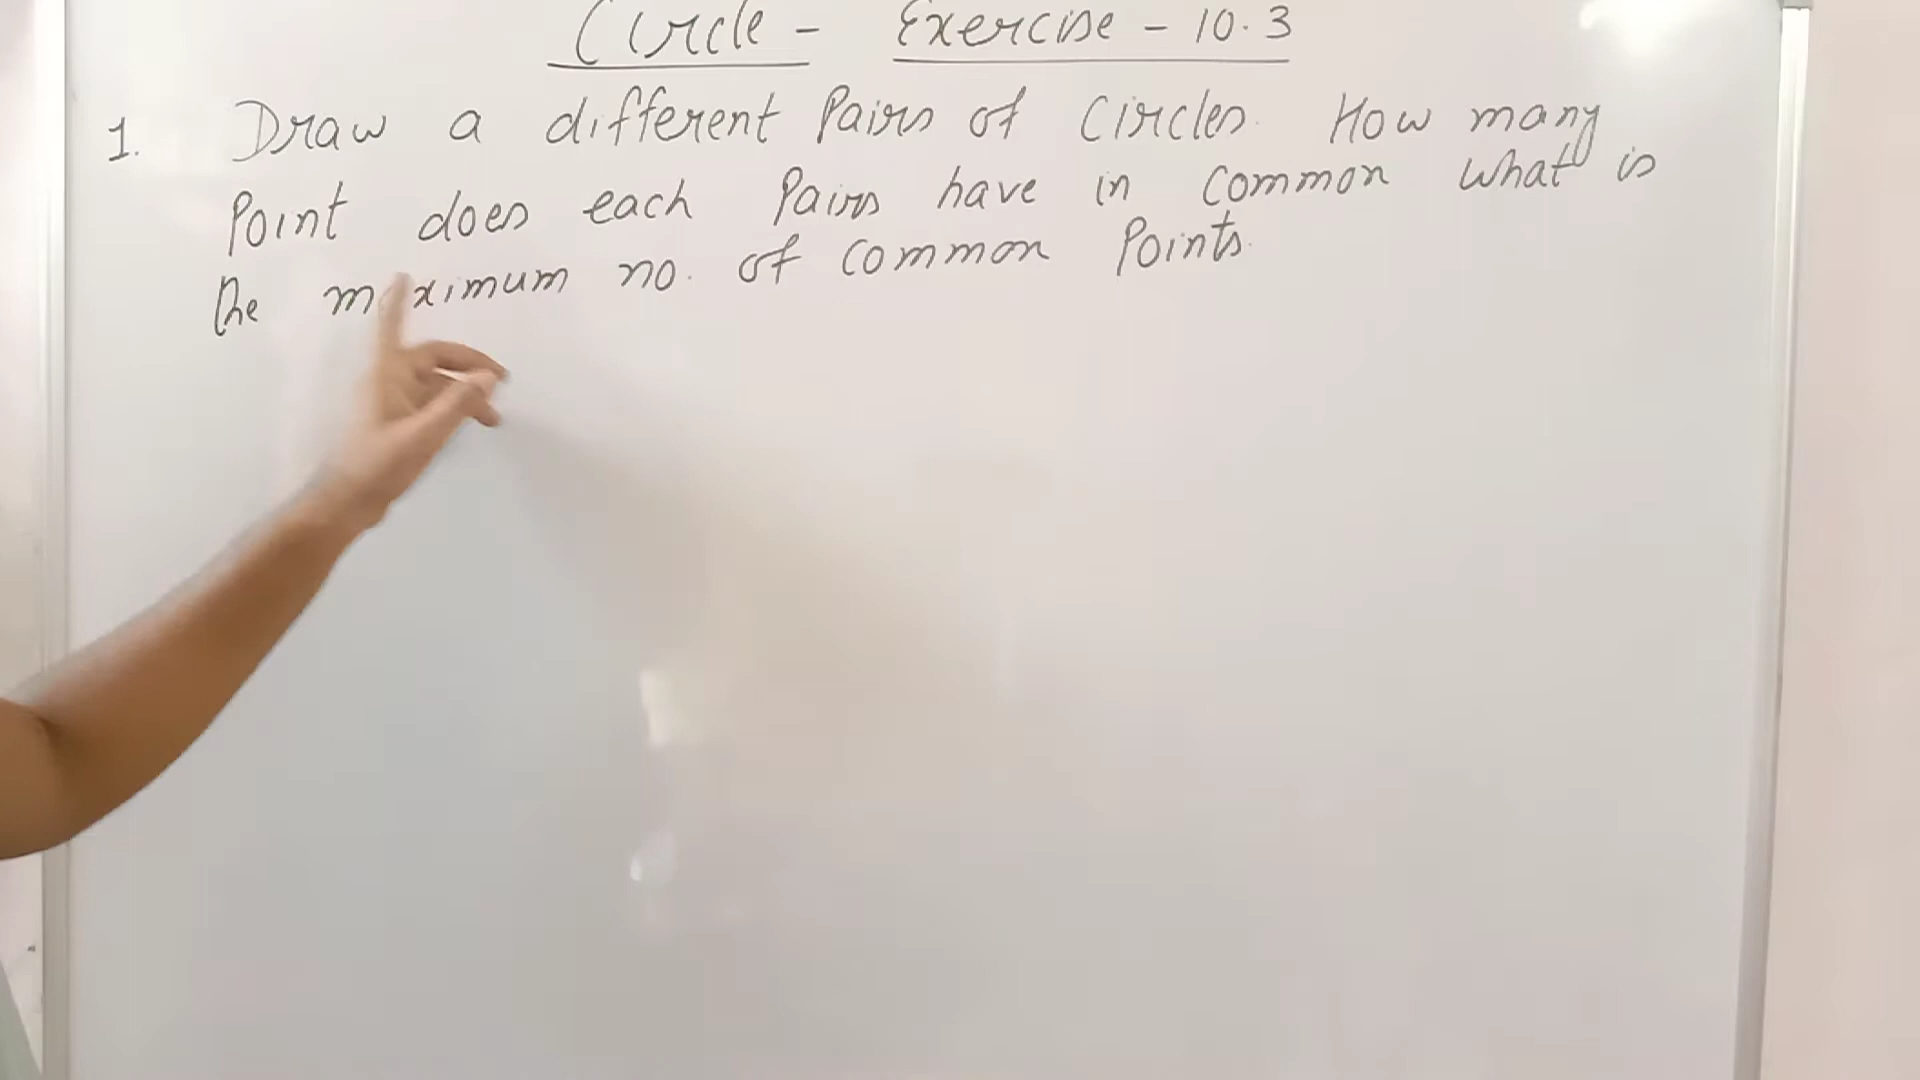 Circle - Exercise - 10.3
1. Draw a different Pairs of Circles. How many
Point does each Pairs have in common what is
the maximum no. of common Points.